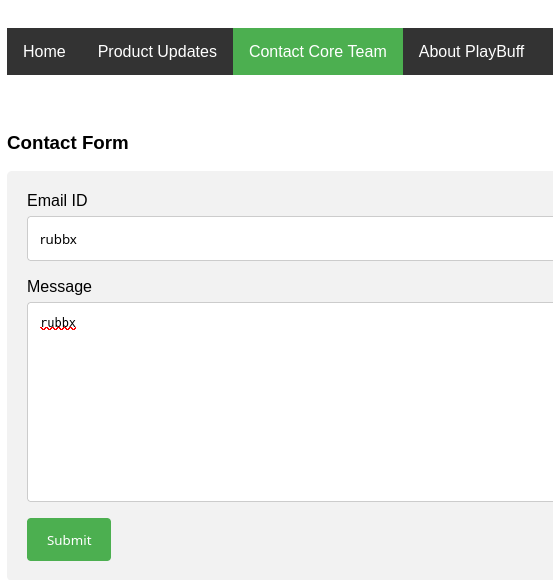 Home Product Updates Contact Core Team About PlayBuff
Contact Form
Email ID
rubbx
Message
rubbx
Submit